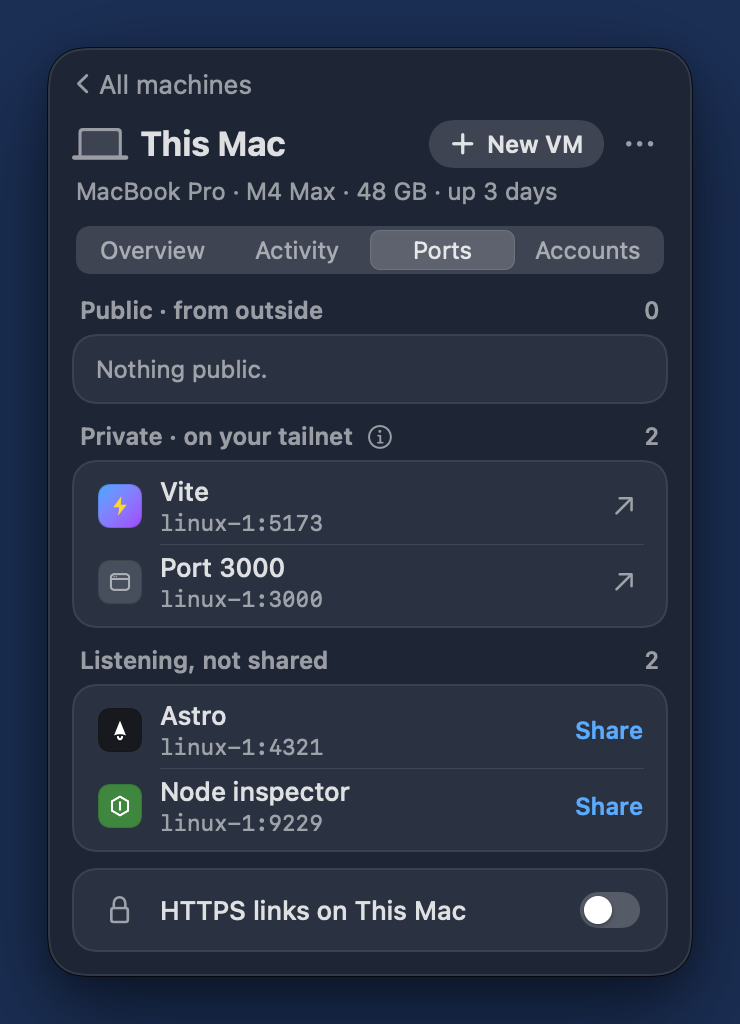 All machines
This Mac
New VM
MacBook Pro · M4 Max · 48 GB · up 3 days
Overview Activity Ports Accounts
Public · from outside 0
Nothing public.
Private · on your tailnet 2
Vite
linux-1:5173
Port 3000
linux-1:3000
Listening, not shared 2
Astro
linux-1:4321
Share
Node inspector
linux-1:9229
Share
HTTPS links on This Mac